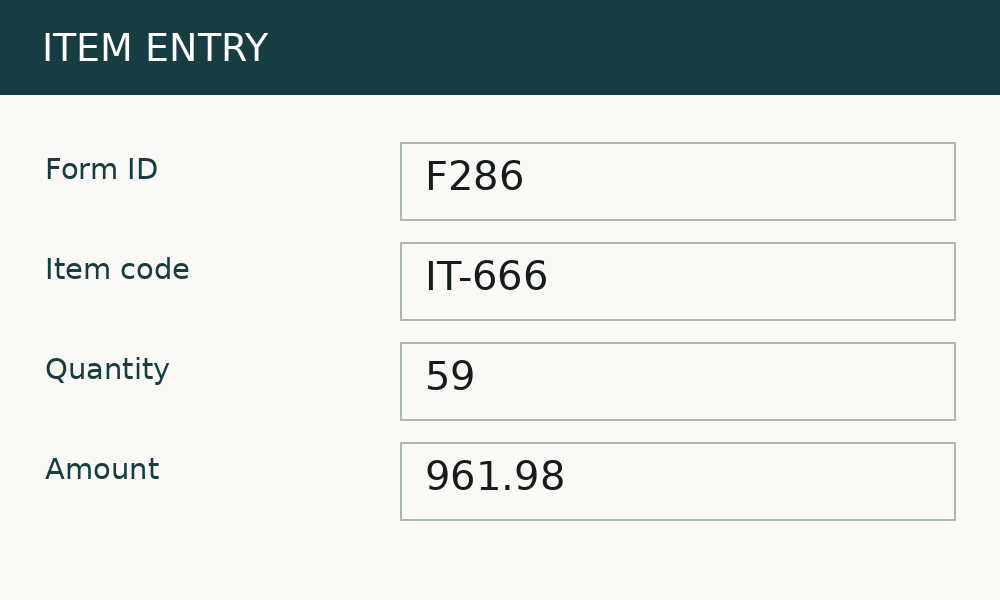 ITEM ENTRY
Form ID F286
Item code IT-666
Quantity 59
Amount 961.98